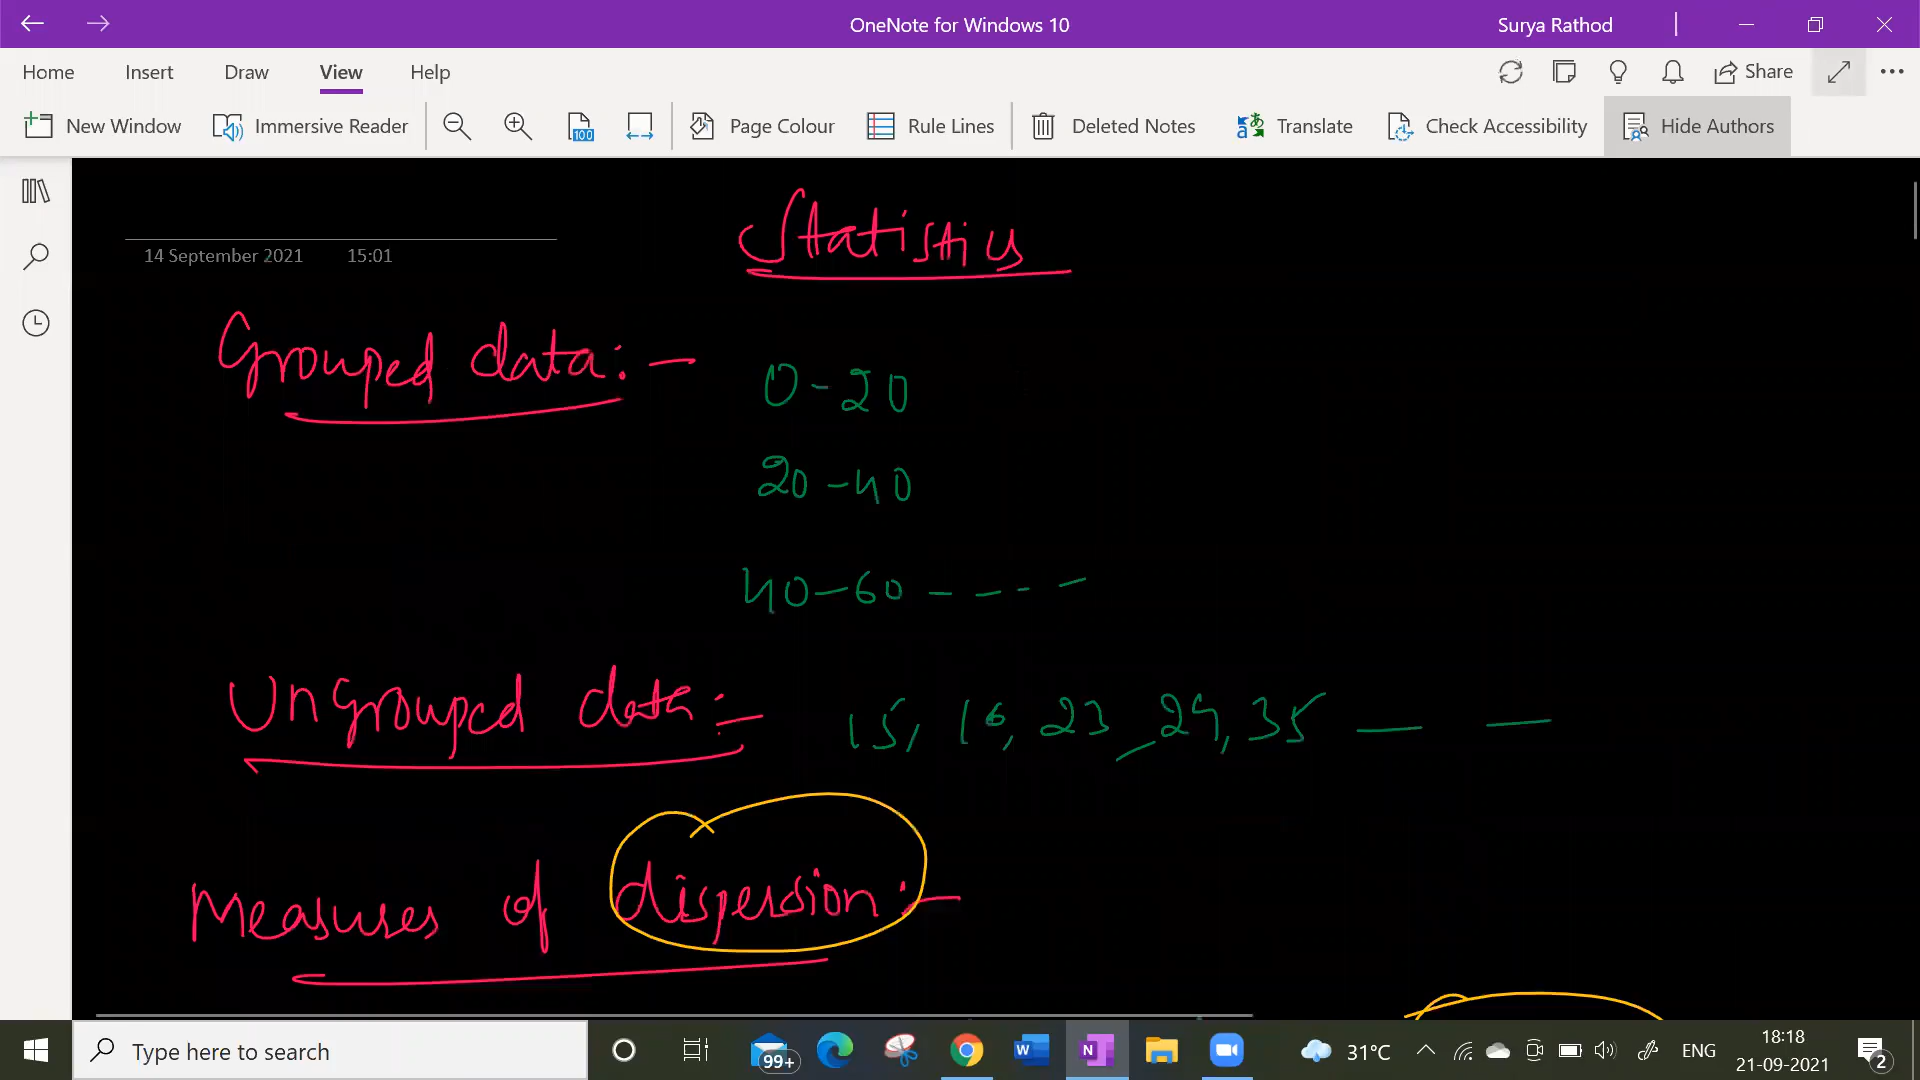 OneNote for Windows 10
Surya Rathod
Home Insert Draw View Help
Share
New Window Immersive Reader 100 Page Colour Rule Lines Deleted Notes Translate Check Accessibility Hide Authors
Statistics
14 September 2021 15:01
Grouped data:-
0-20
20-40
40-60 - - - -
Ungrouped data:-
15, 16, 23, 24, 35 — —
Measures of dispersion:-
Type here to search
99+
31°C
ENG
18:18
21-09-2021
2